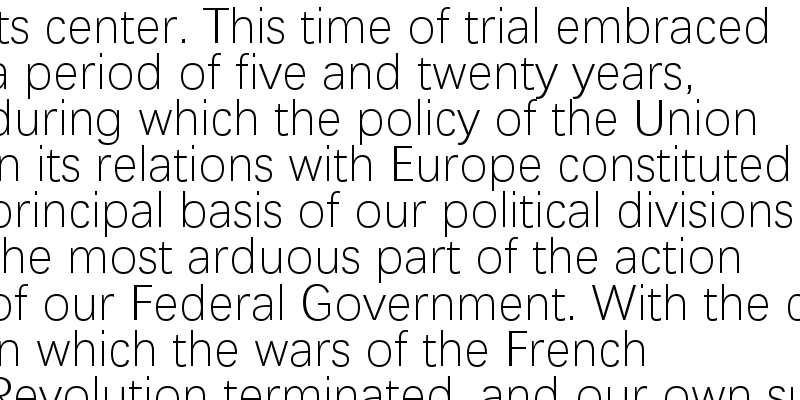 ts center. This time of trial embraced
a period of five and twenty years,
during which the policy of the Union
n its relations with Europe constituted
principal basis of our political divisions
the most arduous part of the action
of our Federal Government. With the
n which the wars of the French
Revolution terminated, and our own